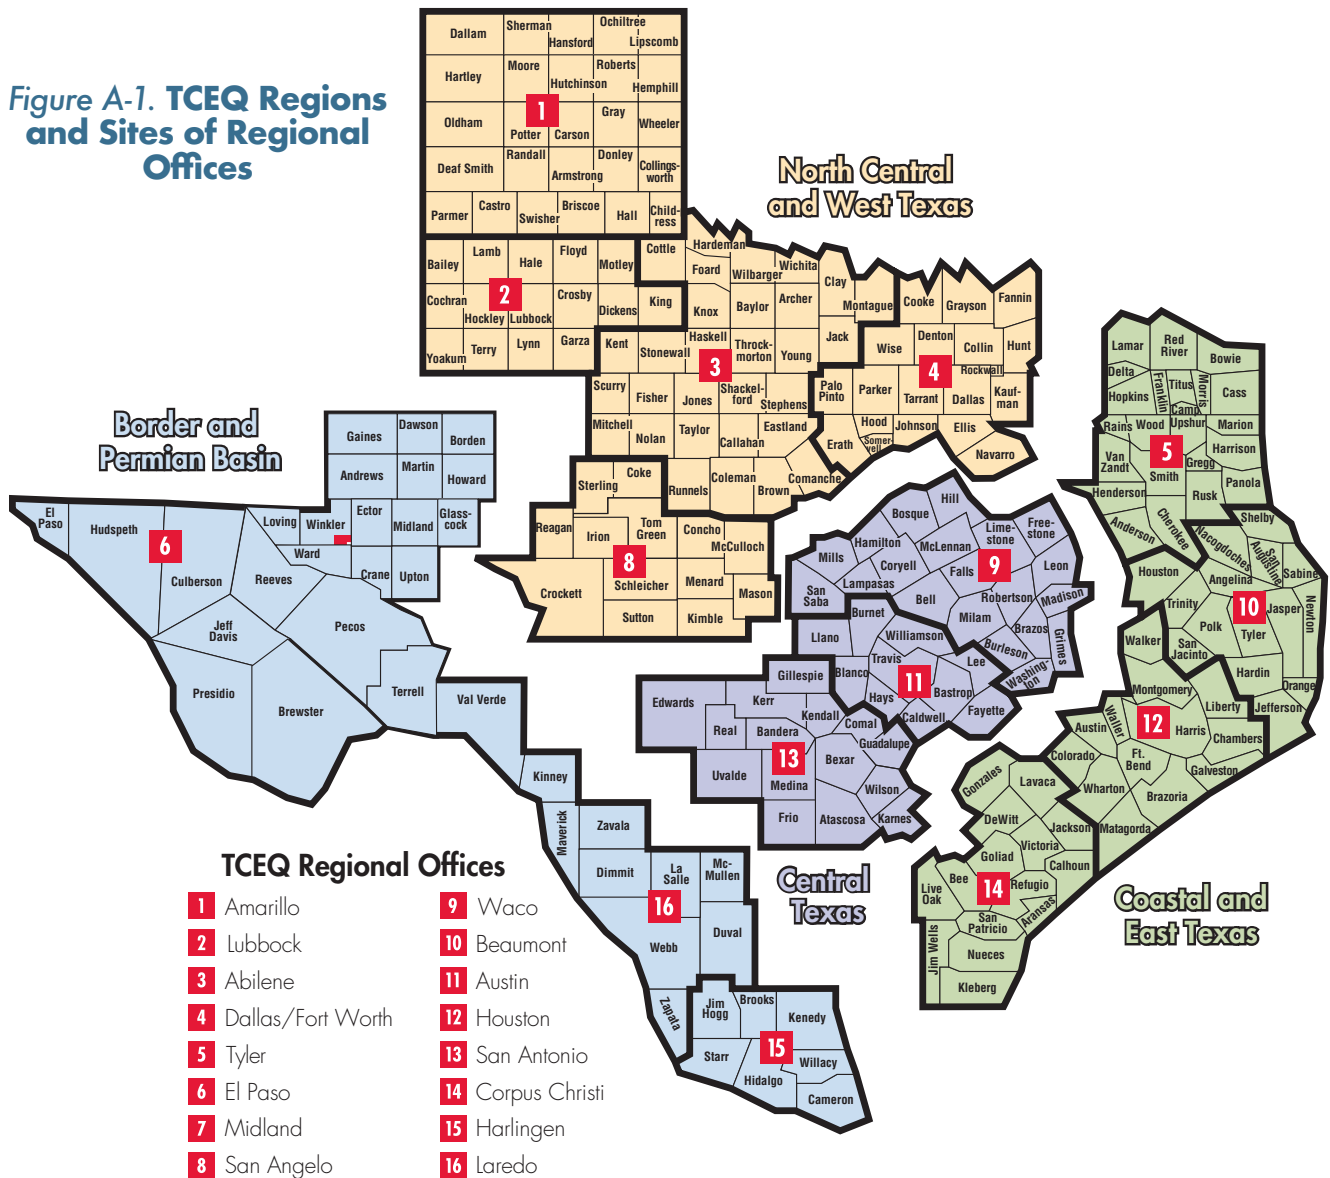 Figure A-1. TCEQ Regions
and Sites of Regional
Offices
North Central
and West Texas
Dallam
Sherman
Hansford
Ochiltree
Lipscomb
Hartley
Moore
Hutchinson
Roberts
Hemphill
1
Oldham
Potter
Carson
Gray
Wheeler
Deaf Smith
Randall
Armstrong
Donley
Collings-
worth
Parmer
Castro
Swisher
Briscoe
Hall
Child-
ress
Bailey
Lamb
Hale
Floyd
Motley
2
Cochran
Hockley
Lubbock
Crosby
Dickens
Yoakum
Terry
Lynn
Garza
Cottle
Hardeman
Foard
Wilbarger
Wichita
Clay
Montague
King
Knox
Baylor
Archer
Jack
Kent
Stonewall
Haskell
Throck-
morton
Young
3
Scurry
Fisher
Jones
Shackel-
ford
Stephens
Mitchell
Nolan
Taylor
Callahan
Eastland
Runnels
Coleman
Brown
Comanche
Cooke
Grayson
Fannin
Wise
Denton
Collin
Hunt
4
Rockwall
Palo
Pinto
Parker
Tarrant
Dallas
Kauf-
man
Erath
Hood
Somer-
vell
Johnson
Ellis
Navarro
Sterling
Coke
Reagan
Irion
Tom
Green
Concho
McCulloch
8
Crockett
Schleicher
Menard
Mason
Sutton
Kimble
Border and
Permian Basin
Gaines
Dawson
Borden
Andrews
Martin
Howard
El
Paso
Hudspeth
6
Culberson
Loving
Winkler
Ector
Midland
Glass-
cock
Ward
Reeves
Crane
Upton
Jeff
Davis
Pecos
Presidio
Brewster
Terrell
Val Verde
Kinney
Maverick
Zavala
Dimmit
La
Salle
Mc-
Mullen
16
Webb
Duval
Zapata
Jim
Hogg
Brooks
Kenedy
15
Starr
Hidalgo
Willacy
Cameron
Hill
Bosque
Hamilton
McLennan
Lime-
stone
Free-
stone
Mills
Coryell
Falls
9
Leon
San
Saba
Lampasas
Bell
Robertson
Madison
Milam
Brazos
Grimes
Burleson
Washing-
ton
Burnet
Llano
Williamson
Blanco
Travis
Lee
11
Hays
Bastrop
Caldwell
Fayette
Gillespie
Edwards
Kerr
Real
Bandera
Kendall
Comal
Guadalupe
13
Uvalde
Medina
Bexar
Wilson
Frio
Atascosa
Karnes
Central
Texas
Lamar
Red
River
Bowie
Delta
Hopkins
Franklin
Titus
Morris
Cass
Camp
Rains
Wood
Upshur
Marion
5
Harrison
Van
Zandt
Smith
Gregg
Panola
Henderson
Rusk
Anderson
Cherokee
Shelby
Nacogdoches
San
Augustine
Sabine
Houston
Angelina
Trinity
10
Jasper
Newton
Polk
Tyler
San
Jacinto
Hardin
Orange
Jefferson
Walker
Montgomery
Liberty
12
Austin
Waller
Harris
Chambers
Colorado
Ft.
Bend
Galveston
Wharton
Brazoria
Matagorda
Gonzales
Lavaca
DeWitt
Jackson
Victoria
Goliad
Calhoun
Bee
14
Refugio
Live
Oak
Aransas
San
Patricio
Jim Wells
Nueces
Kleberg
Coastal and
East Texas
TCEQ Regional Offices
1 Amarillo
2 Lubbock
3 Abilene
4 Dallas/Fort Worth
5 Tyler
6 El Paso
7 Midland
8 San Angelo
9 Waco
10 Beaumont
11 Austin
12 Houston
13 San Antonio
14 Corpus Christi
15 Harlingen
16 Laredo